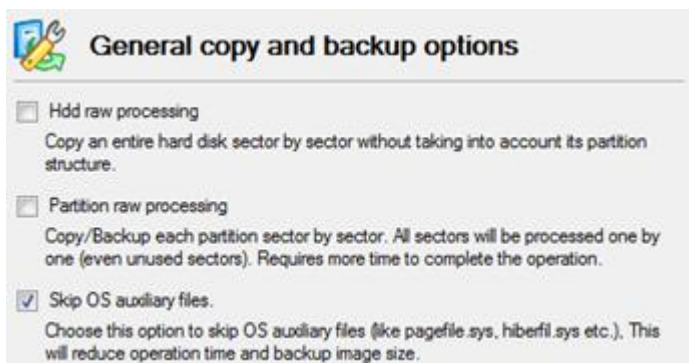 General copy and backup options
Hdd raw processing
Copy an entire hard disk sector by sector without taking into account its partition
structure.
Partition raw processing
Copy/Backup each partition sector by sector. All sectors will be processed one by
one (even unused sectors). Requires more time to complete the operation.
Skip OS auxiliary files.
Choose this option to skip OS auxiliary files (like pagefile.sys, hiberfil.sys etc.), This
will reduce operation time and backup image size.